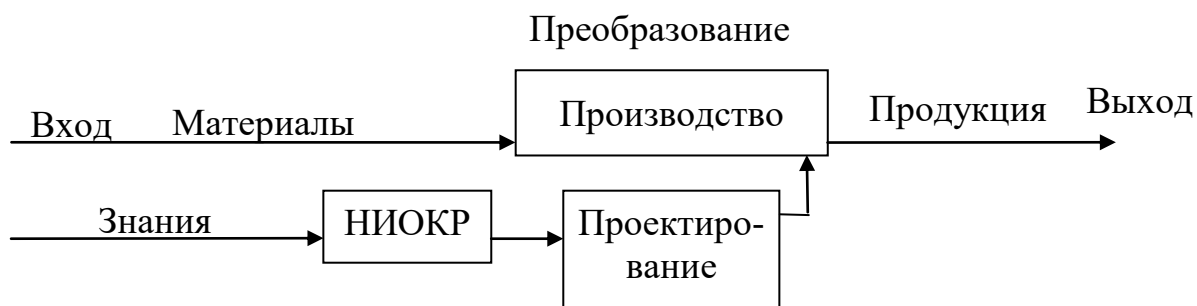 Преобразование
Вход Материалы Производство Продукция Выход
Знания НИОКР Проектиро-
вание